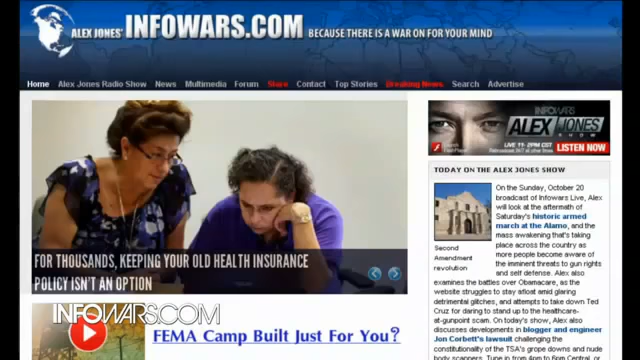 ALEX JONES' INFOWARS.COM BECAUSE THERE IS A WAR ON FOR YOUR MIND
Home Alex Jones Radio Show News Multimedia Forum Store Contact Top Stories Breaking News Search Advertise
FOR THOUSANDS, KEEPING YOUR OLD HEALTH INSURANCE
POLICY ISN'T AN OPTION
INFOWARS.COM
FEMA Camp Built Just For You?
INFOWARS
ALEX JONES
SHOW
LIVE 11-2PM CST
LISTEN NOW
TODAY ON THE ALEX JONES SHOW
On the Sunday, October 20
broadcast of Infowars Live, Alex
will look at the aftermath of
Saturday's historic armed
march at the Alamo, and the
mass awakening that's taking
place across the country as
more people become aware of
the imminent threats to gun rights
and self defense. Alex also
Second
Amendment
revolution
examines the battles over Obamacare, as
the website struggles to stay afloat amid glaring
detrimental glitches, and attempts to take down Ted
Cruz for daring to stand up to the healthcare-
at-gunpoint scam. On today's show, Alex also
discusses developments in blogger and engineer
Jon Corbett's lawsuit challenging the
constitutionality of the TSA's grope downs and nude
body scanners. Tune in from 4pm to 6pm Central, or